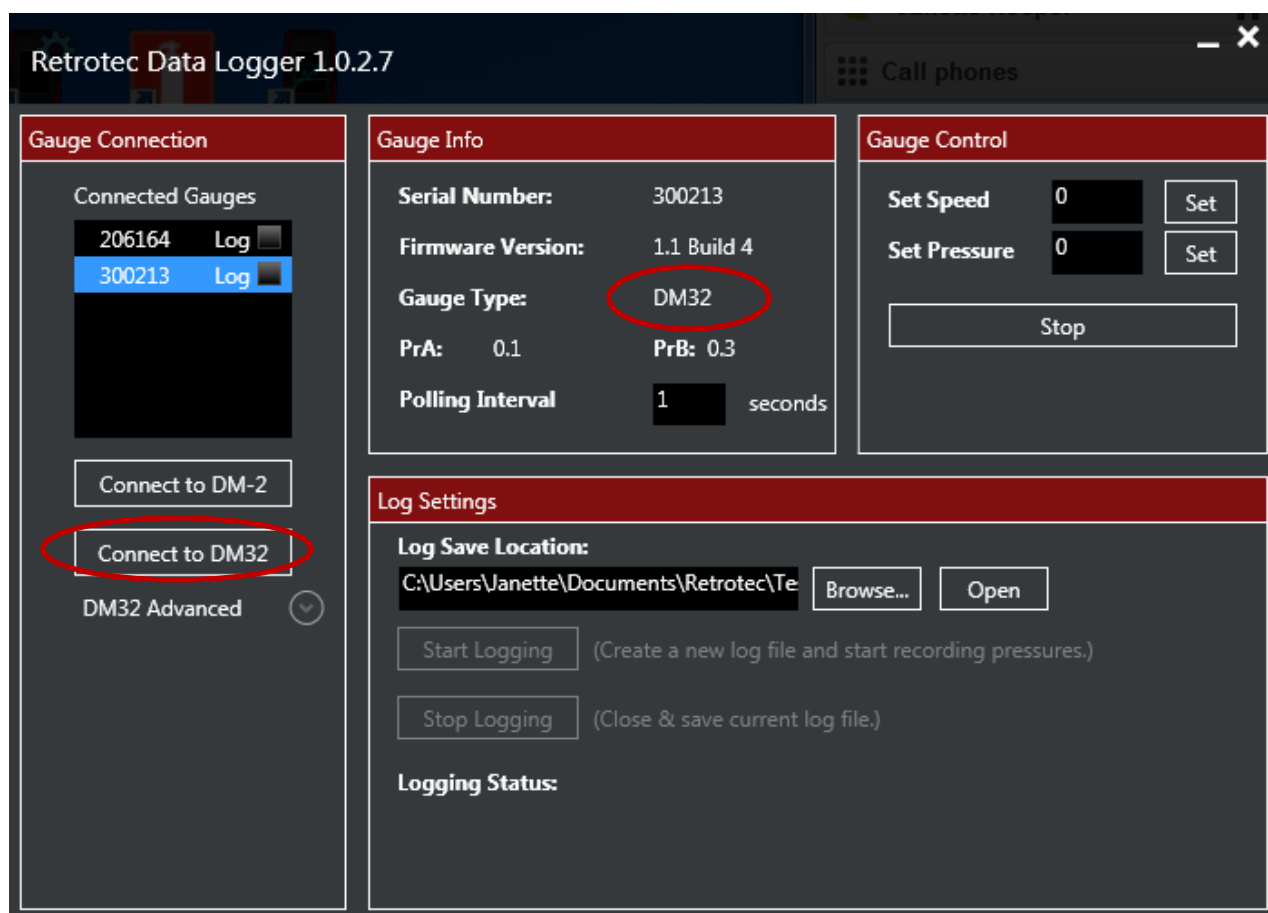 Retrotec Data Logger 1.0.2.7
Call phones
Gauge Connection
Connected Gauges
206164 Log
300213 Log
Connect to DM-2
Connect to DM32
DM32 Advanced
Gauge Info
Serial Number: 300213
Firmware Version: 1.1 Build 4
Gauge Type: DM32
PrA: 0.1 PrB: 0.3
Polling Interval 1 seconds
Gauge Control
Set Speed 0 Set
Set Pressure 0 Set
Stop
Log Settings
Log Save Location:
C:\Users\Janette\Documents\Retrotec\Te Browse... Open
Start Logging (Create a new log file and start recording pressures.)
Stop Logging (Close & save current log file.)
Logging Status: